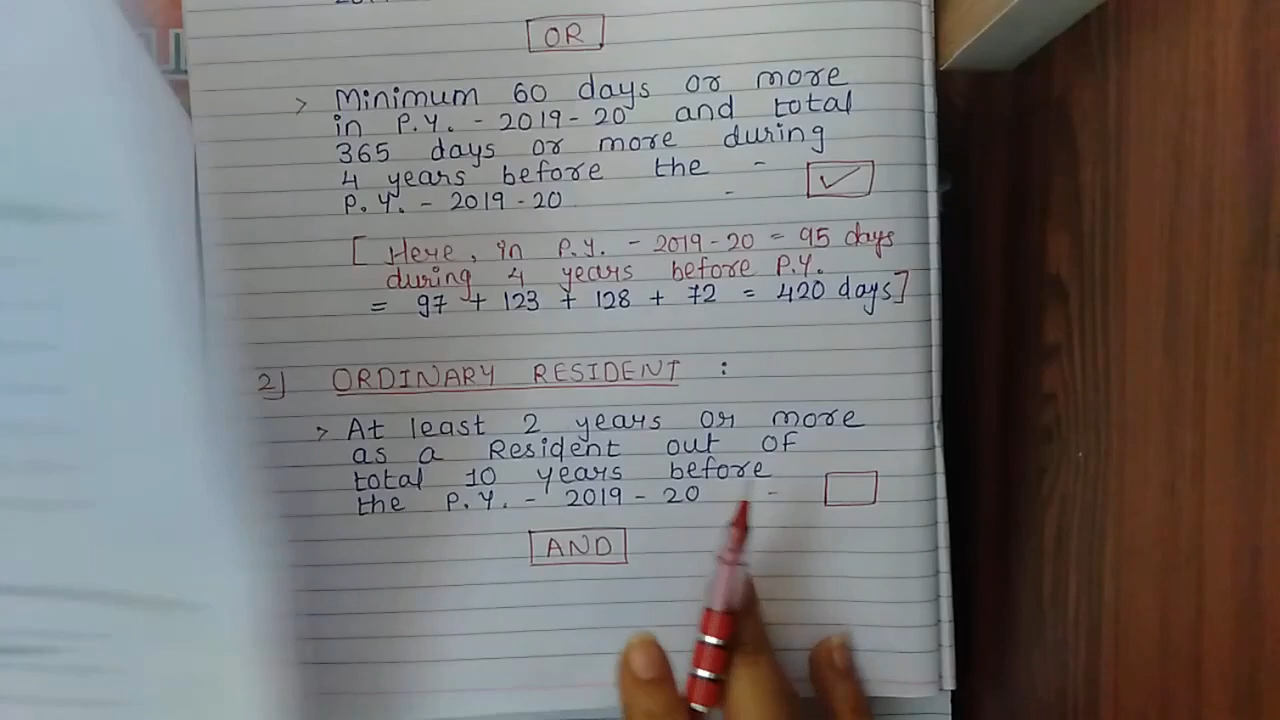 OR
> Minimum 60 days or more
in P.Y. - 2019-20 and total
365 days or more during
4 years before the -
P.Y. - 2019-20 - ✓
[ Here, in P.Y. - 2019-20 = 95 days
during 4 years before P.Y.
= 97 + 123 + 128 + 72 = 420 days ]
2) ORDINARY RESIDENT :
> At least 2 years or more
as a Resident out of
total 10 years before
the P.Y. - 2019-20 -
AND